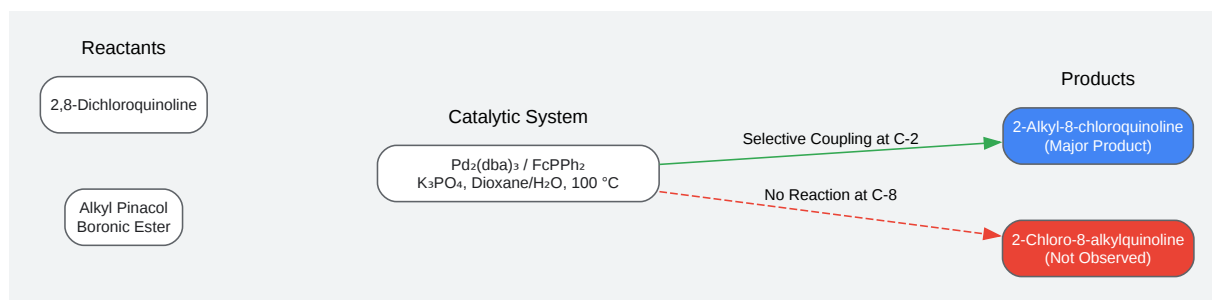 Reactants
2,8-Dichloroquinoline
Alkyl Pinacol
Boronic Ester
Catalytic System
Pd₂(dba)₃ / FcPPh₂
K₃PO₄, Dioxane/H₂O, 100 °C
Selective Coupling at C-2
No Reaction at C-8
Products
2-Alkyl-8-chloroquinoline
(Major Product)
2-Chloro-8-alkylquinoline
(Not Observed)